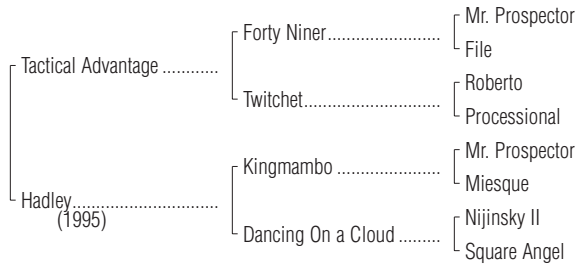 Mr. Prospector
Forty Niner........................
File
Tactical Advantage ............
Roberto
Twitchet.............................
Processional
Mr. Prospector
Kingmambo ......................
Miesque
Hadley...............................
(1995)
Nijinsky II
Dancing On a Cloud .........
Square Angel